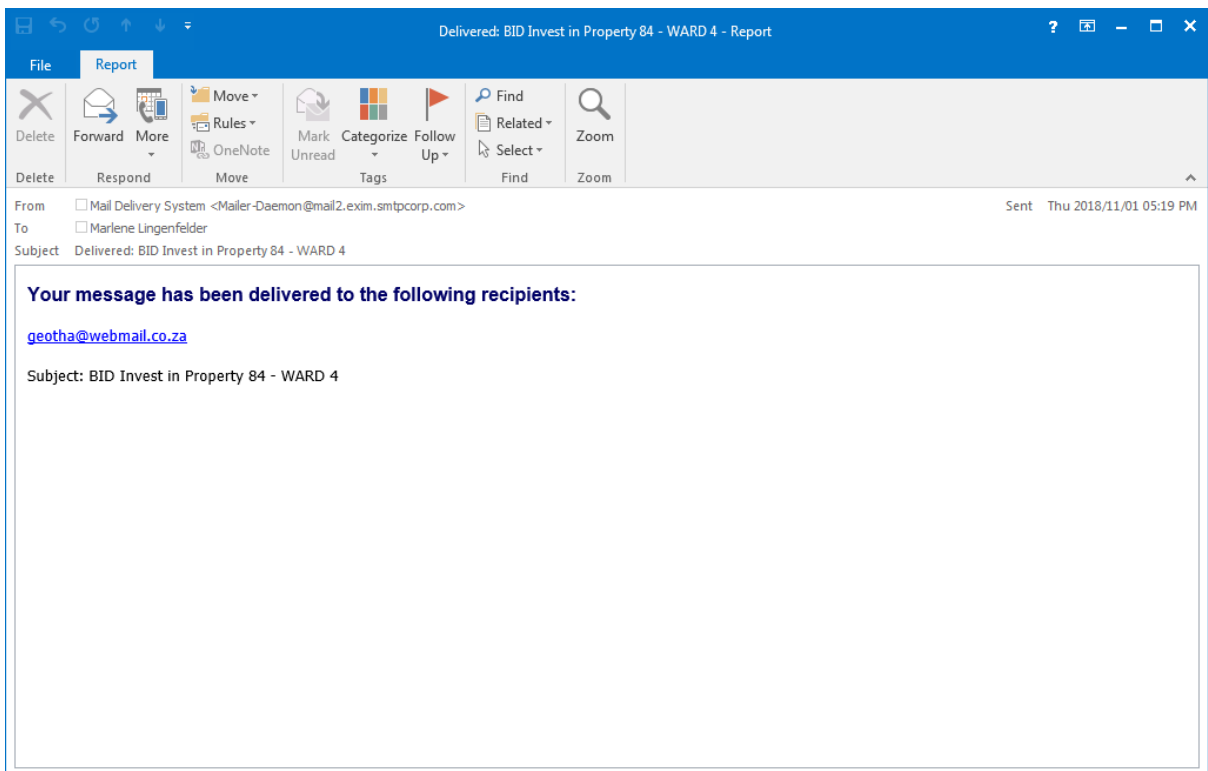 Delivered: BID Invest in Property 84 - WARD 4 - Report
File Report
Delete Forward More Move Rules OneNote Mark Unread Categorize Follow Up Find Related Select Zoom
Delete Respond Move Tags Find Zoom
From Mail Delivery System <Mailer-Daemon@mail2.exim.smtpcorp.com> Sent Thu 2018/11/01 05:19 PM
To Marlene Lingenfelder
Subject Delivered: BID Invest in Property 84 - WARD 4
Your message has been delivered to the following recipients:
geotha@webmail.co.za
Subject: BID Invest in Property 84 - WARD 4